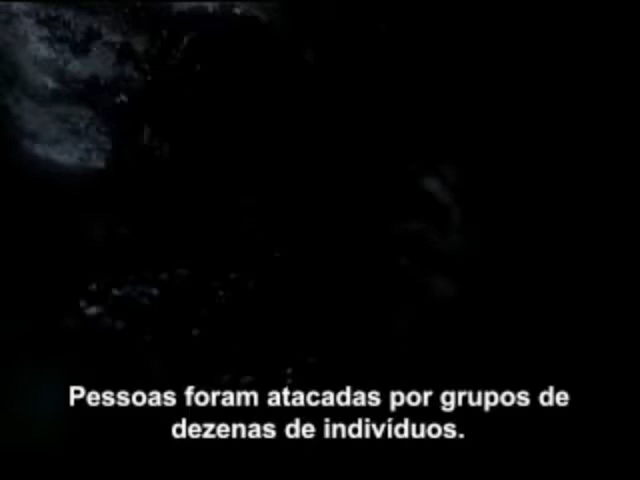 Pessoas foram atacadas por grupos de
dezenas de indivíduos.